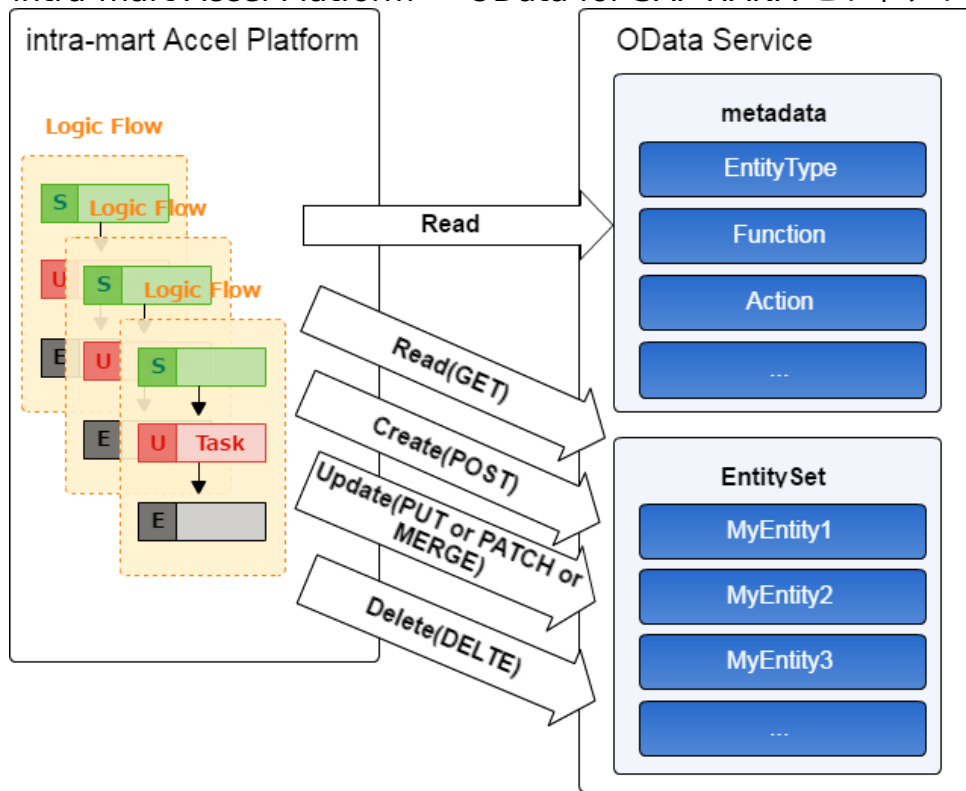 intra-mart Accel Platform
Logic Flow
S
U
E
Logic Flow
S
U
E
Logic Flow
S
U Task
E
Read
Read(GET)
Create(POST)
Update(PUT or PATCH or
MERGE)
Delete(DELTE)
OData Service
metadata
EntityType
Function
Action
...
EntitySet
MyEntity1
MyEntity2
MyEntity3
...